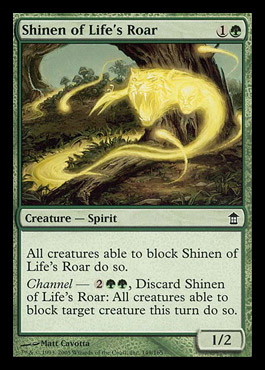 Shinen of Life's Roar 1
Creature — Spirit
All creatures able to block Shinen of
Life's Roar do so.
Channel — 2, Discard Shinen
of Life's Roar: All creatures able to
block target creature this turn do so.
Matt Cavotta
1/2